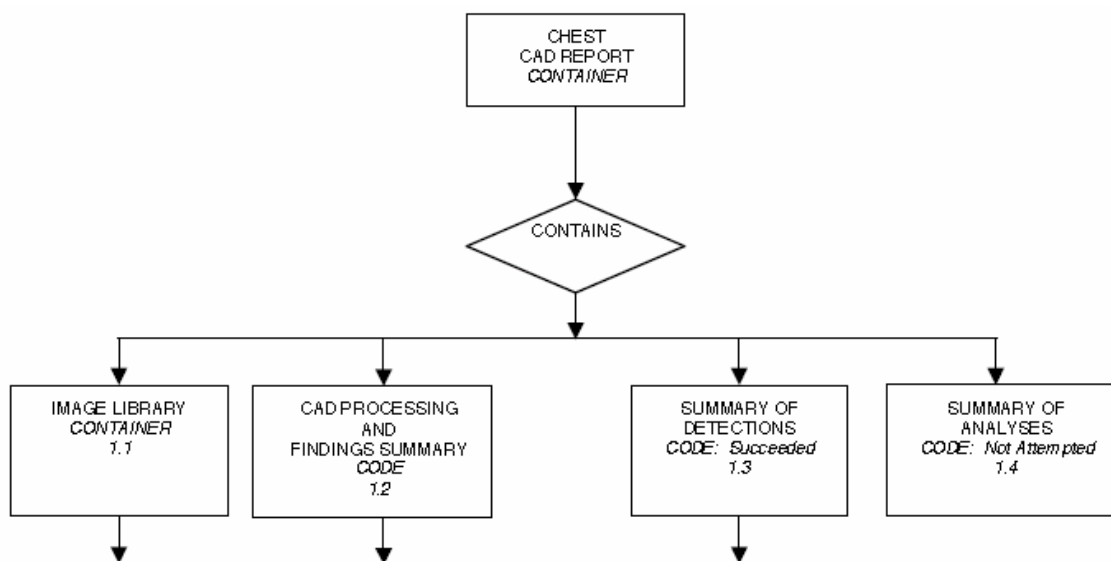 CHEST
CAD REPORT
CONTAINER
CONTAINS
IMAGE LIBRARY
CONTAINER
1.1
CAD PROCESSING
AND
FINDINGS SUMMARY
CODE
1.2
SUMMARY OF
DETECTIONS
CODE: Succeeded
1.3
SUMMARY OF
ANALYSES
CODE: Not Attempted
1.4